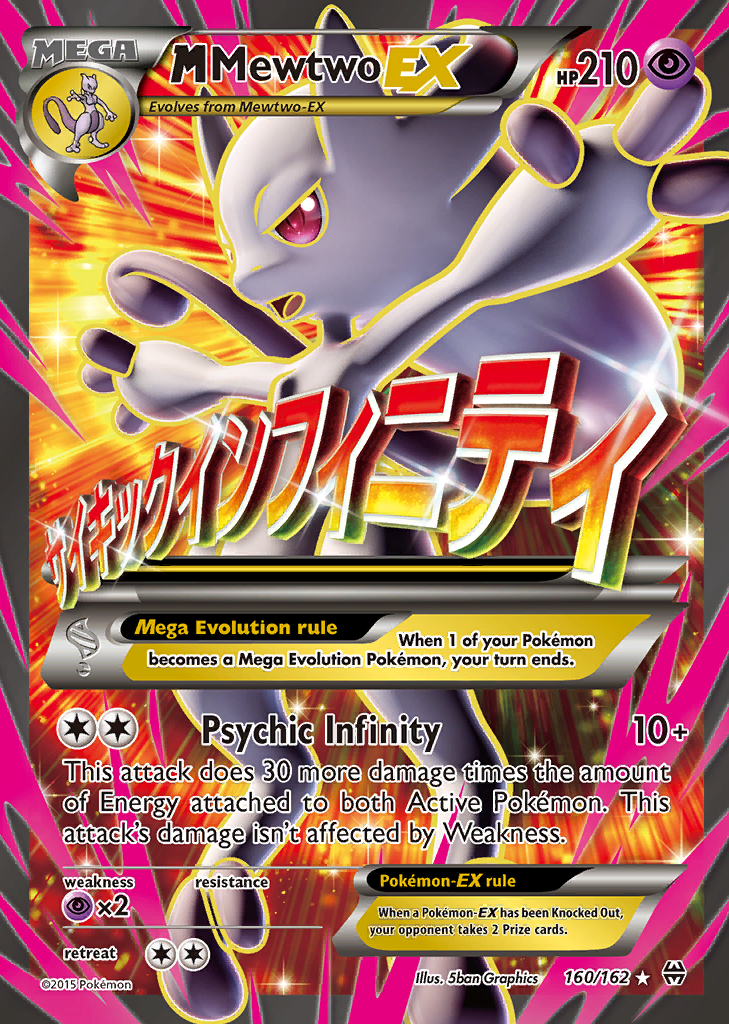 MEGA
MMewtwoEX
HP210
Evolves from Mewtwo-EX
サイキックインフィニティ
Mega Evolution rule
When 1 of your Pokémon
becomes a Mega Evolution Pokémon, your turn ends.
Psychic Infinity 10+
This attack does 30 more damage times the amount
of Energy attached to both Active Pokémon. This
attack's damage isn't affected by Weakness.
weakness resistance
×2
Pokémon-EX rule
When a Pokémon-EX has been Knocked Out,
your opponent takes 2 Prize cards.
retreat
©2015 Pokémon
Illus. 5ban Graphics
160/162 ★